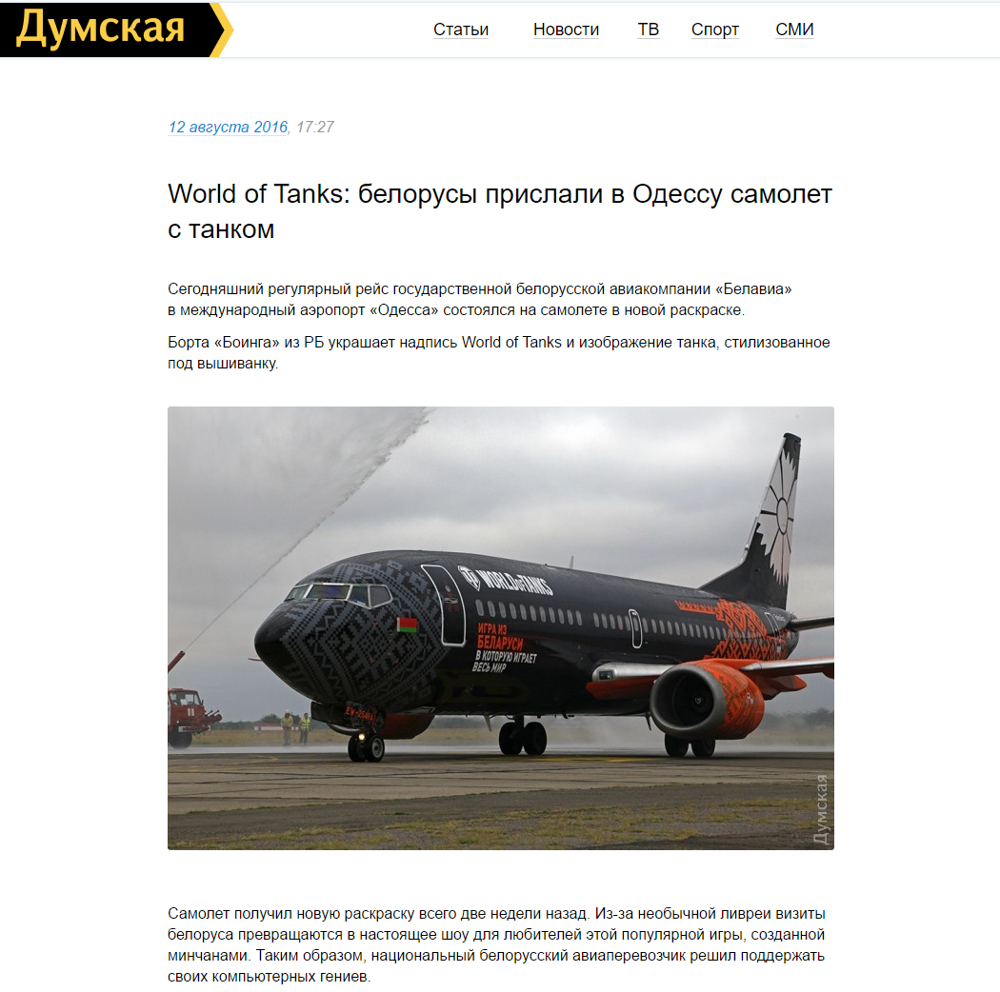 Думская
Статьи Новости ТВ Спорт СМИ
12 августа 2016, 17:27
World of Tanks: белорусы прислали в Одессу самолет
с танком
Сегодняшний регулярный рейс государственной белорусской авиакомпании «Белавиа»
в международный аэропорт «Одесса» состоялся на самолете в новой раскраске.
Борта «Боинга» из РБ украшает надпись World of Tanks и изображение танка, стилизованное
под вышиванку.
WORLD OF TANKS
ИГРА ИЗ
БЕЛАРУСИ
В КОТОРУЮ ИГРАЕТ
ВЕСЬ МИР
Думская
Самолет получил новую раскраску всего две недели назад. Из-за необычной ливреи визиты
белоруса превращаются в настоящее шоу для любителей этой популярной игры, созданной
минчанами. Таким образом, национальный белорусский авиаперевозчик решил поддержать
своих компьютерных гениев.